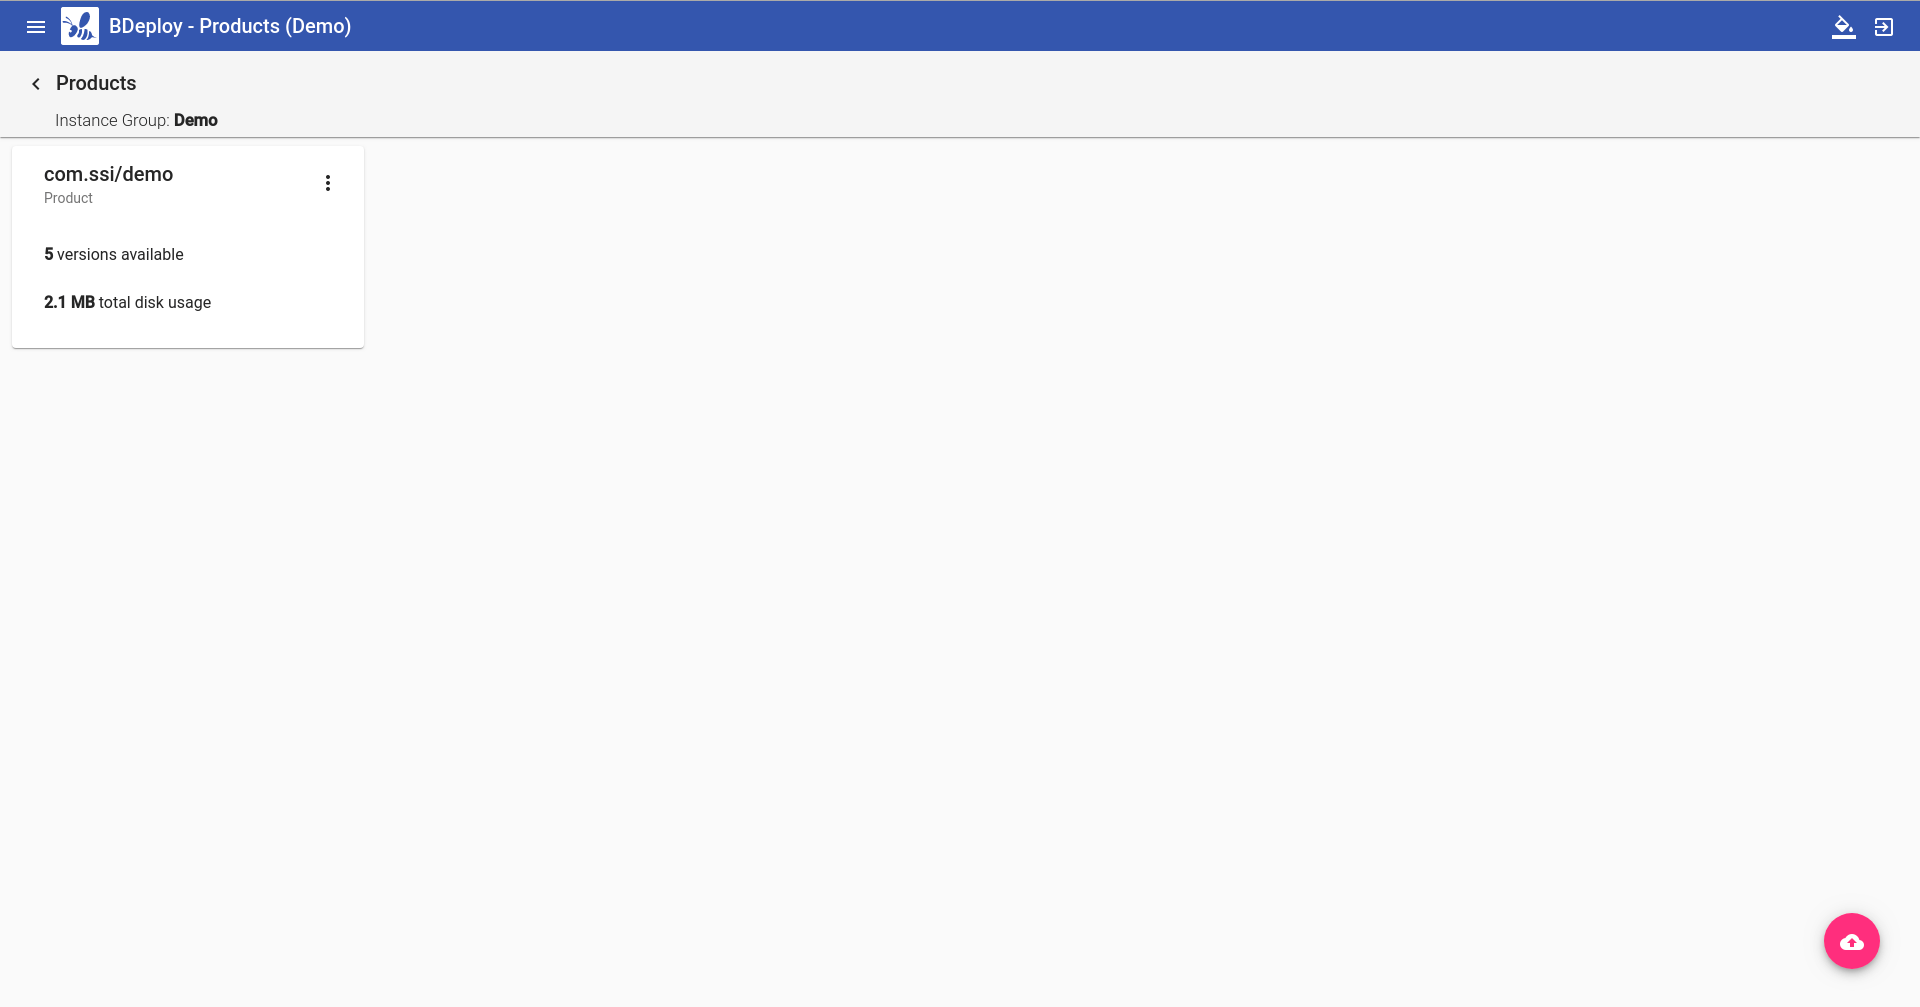 BDeploy - Products (Demo)
Products
Instance Group: Demo
com.ssi/demo
Product
5 versions available
2.1 MB total disk usage